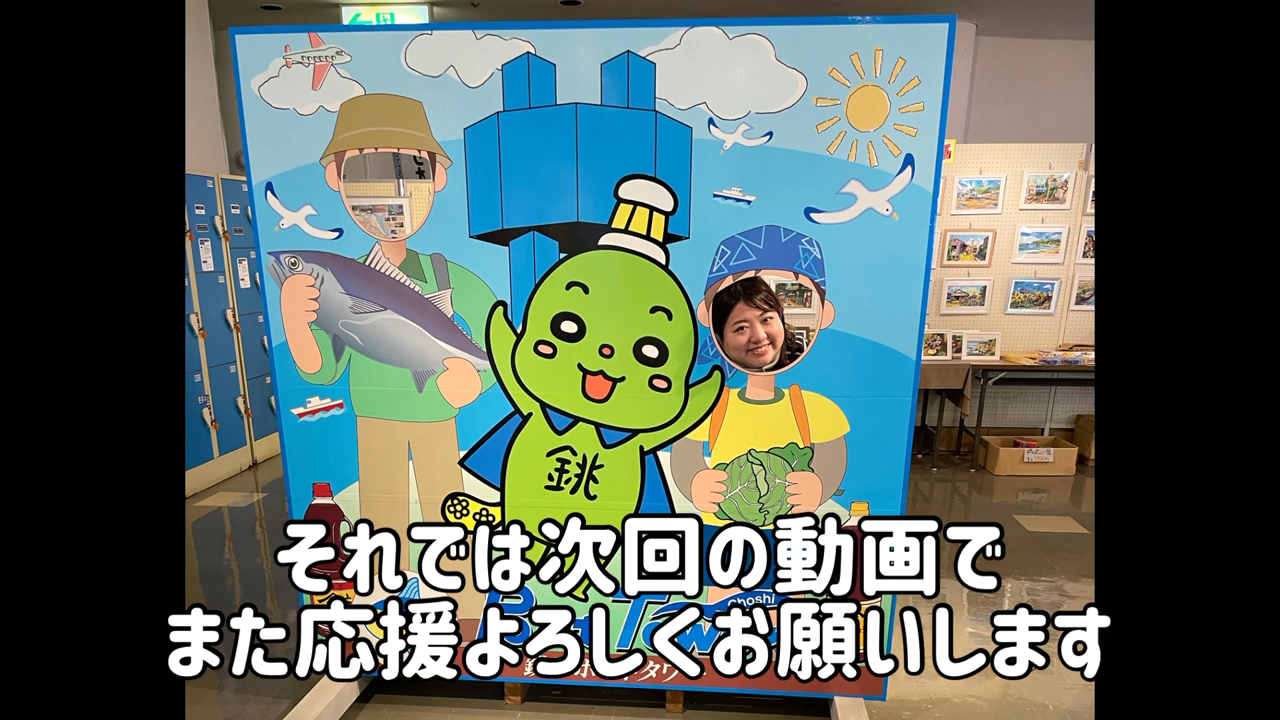 銚
Choshi
それでは次回の動画で
また応援よろしくお願いします